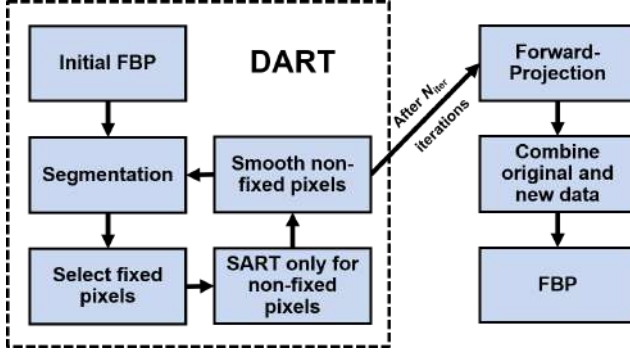 Initial FBP
DART
Segmentation
Smooth non-
fixed pixels
Select fixed
pixels
SART only for
non-fixed
pixels
After Niter
iterations
Forward-
Projection
Combine
original and
new data
FBP